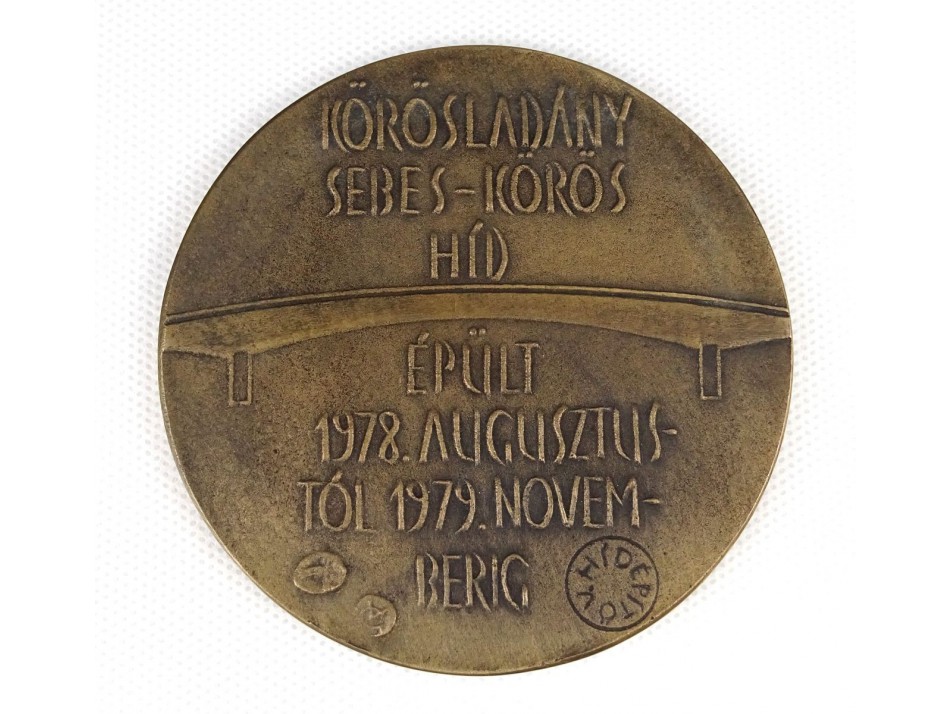 KÖRÖSLADÁNY
SEBES-KÖRÖS
HÍD
ÉPÜLT
1978. AUGUSZTUS-
TÓL 1979. NOVEM-
BERIG
HÍDÉPÍTŐ V.